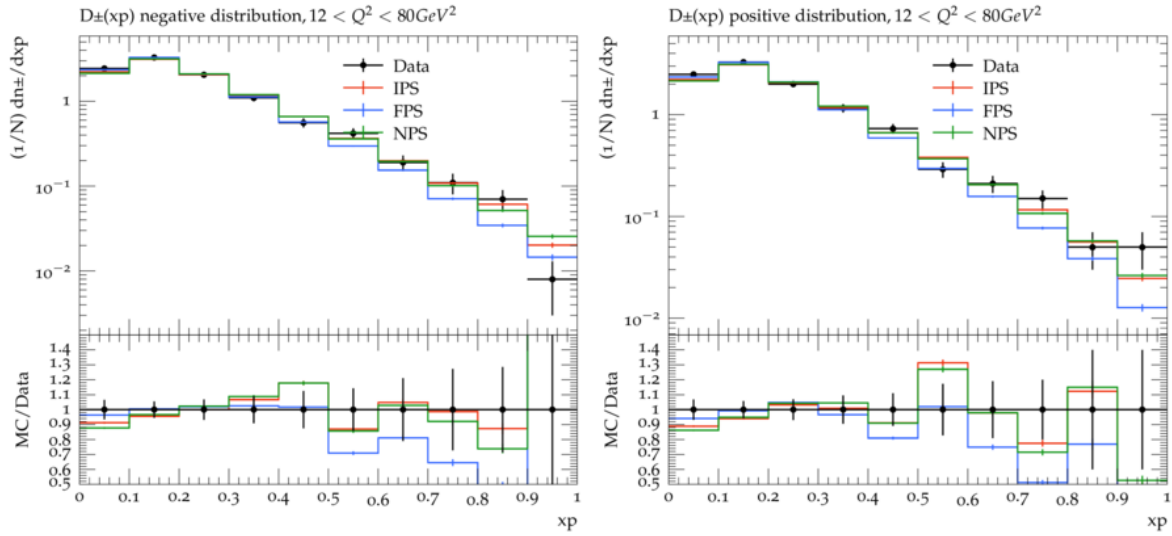 D±(xp) negative distribution, 12 < Q² < 80GeV²
(1/N) dn±/dxp
1
10⁻¹
10⁻²
Data
IPS
FPS
NPS
MC/Data
1.4
1.3
1.2
1.1
1
0.9
0.8
0.7
0.6
0.5
0 0.1 0.2 0.3 0.4 0.5 0.6 0.7 0.8 0.9 1
xp
D±(xp) positive distribution, 12 < Q² < 80GeV²
(1/N) dn±/dxp
1
10⁻¹
10⁻²
Data
IPS
FPS
NPS
MC/Data
1.4
1.3
1.2
1.1
1
0.9
0.8
0.7
0.6
0.5
0 0.1 0.2 0.3 0.4 0.5 0.6 0.7 0.8 0.9 1
xp